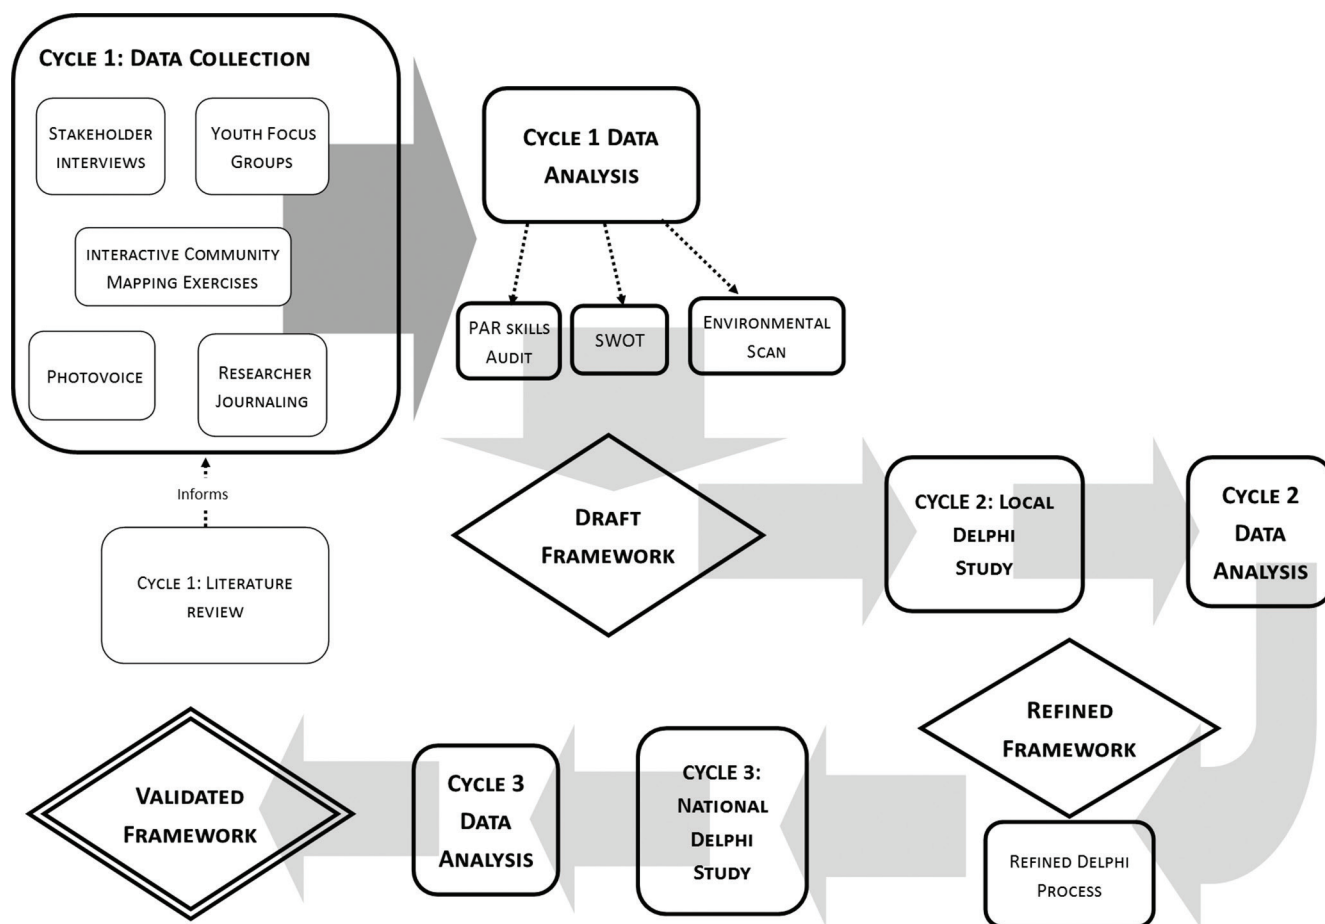 CYCLE 1: DATA COLLECTION
STAKEHOLDER
INTERVIEWS
YOUTH FOCUS
GROUPS
INTERACTIVE COMMUNITY
MAPPING EXERCISES
PHOTOVOICE
RESEARCHER
JOURNALING
Informs
CYCLE 1: LITERATURE
REVIEW
CYCLE 1 DATA
ANALYSIS
PAR SKILLS
AUDIT
SWOT
ENVIRONMENTAL
SCAN
DRAFT
FRAMEWORK
CYCLE 2: LOCAL
DELPHI
STUDY
CYCLE 2
DATA
ANALYSIS
REFINED
FRAMEWORK
REFINED DELPHI
PROCESS
CYCLE 3:
NATIONAL
DELPHI
STUDY
CYCLE 3
DATA
ANALYSIS
VALIDATED
FRAMEWORK